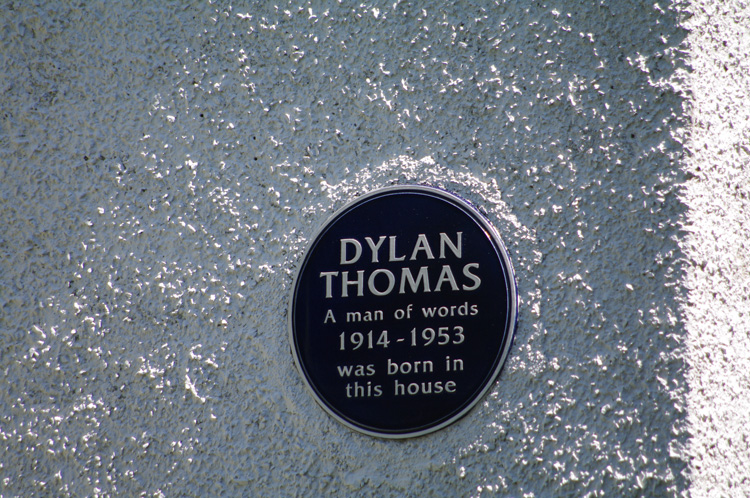 DYLAN
THOMAS
A man of words
1914 - 1953
was born in
this house